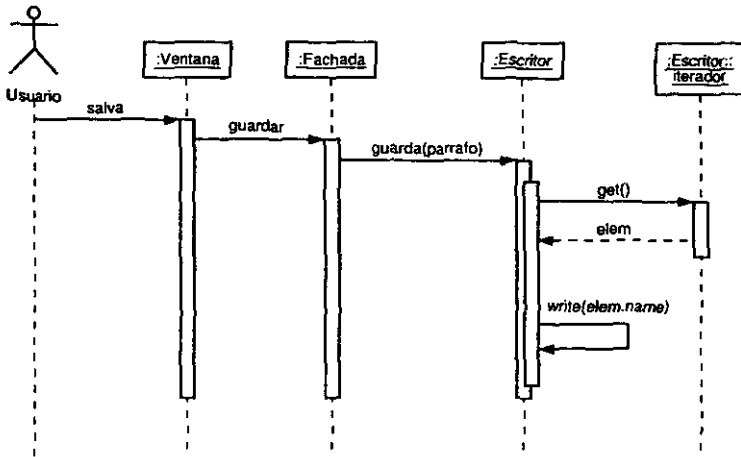 :Ventana
:Fachada
:Escritor
:Escritor::
iterador
Usuario
salva
guardar
guarda(parrafo)
get()
elem
write(elem.name)